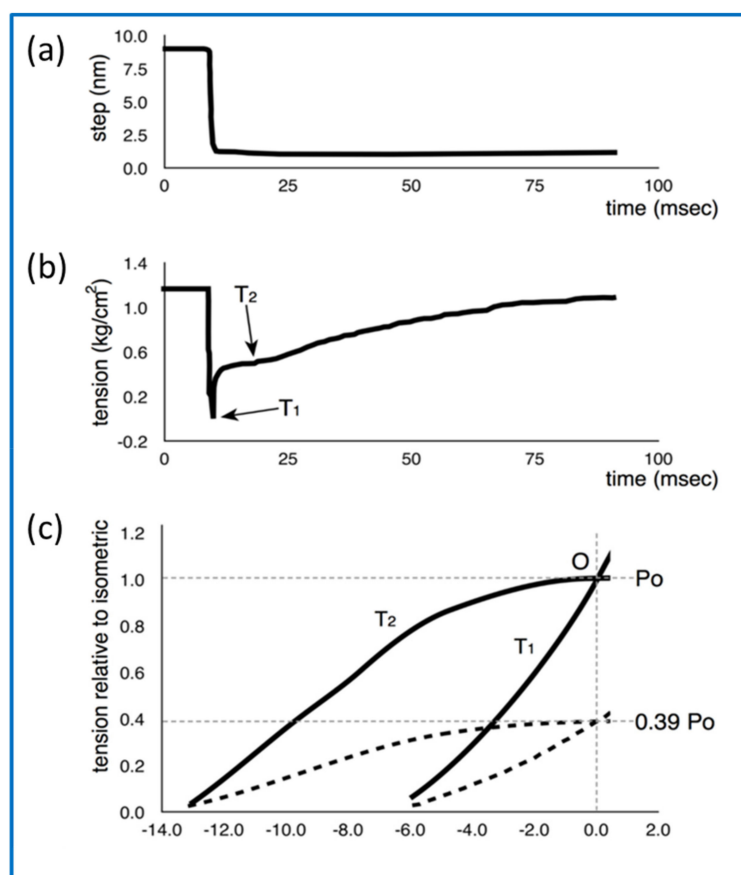 (a)
step (nm)
10.0
7.5
5.0
2.5
0.0
0 25 50 75 100
time (msec)
(b)
tension (kg/cm²)
1.4
1.0
0.6
0.2
-0.2
T2
T1
0 25 50 75 100
time (msec)
(c)
tension relative to isometric
1.2
1.0
0.8
0.6
0.4
0.2
0.0
O
Po
T2
T1
0.39 Po
-14.0 -12.0 -10.0 -8.0 -6.0 -4.0 -2.0 0.0 2.0